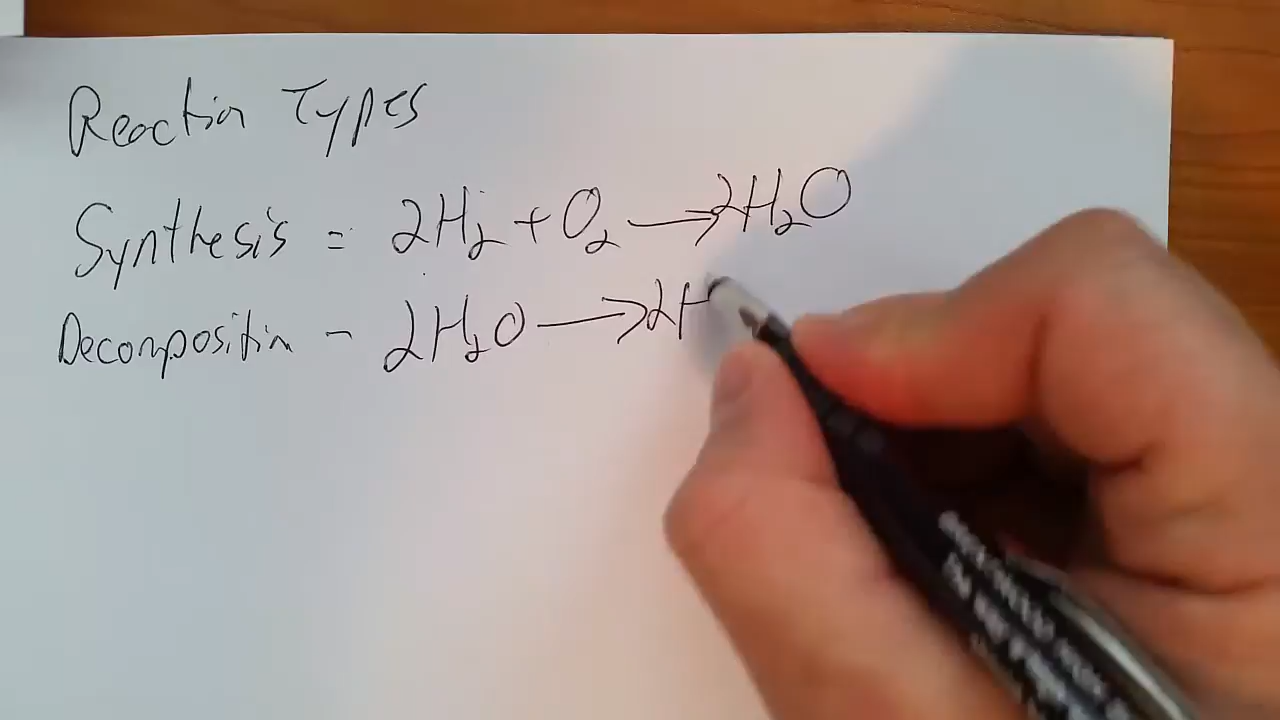 Reaction Types
Synthesis = 2H₂ + O₂ → 2H₂O
Decomposition - 2H₂O → 2H